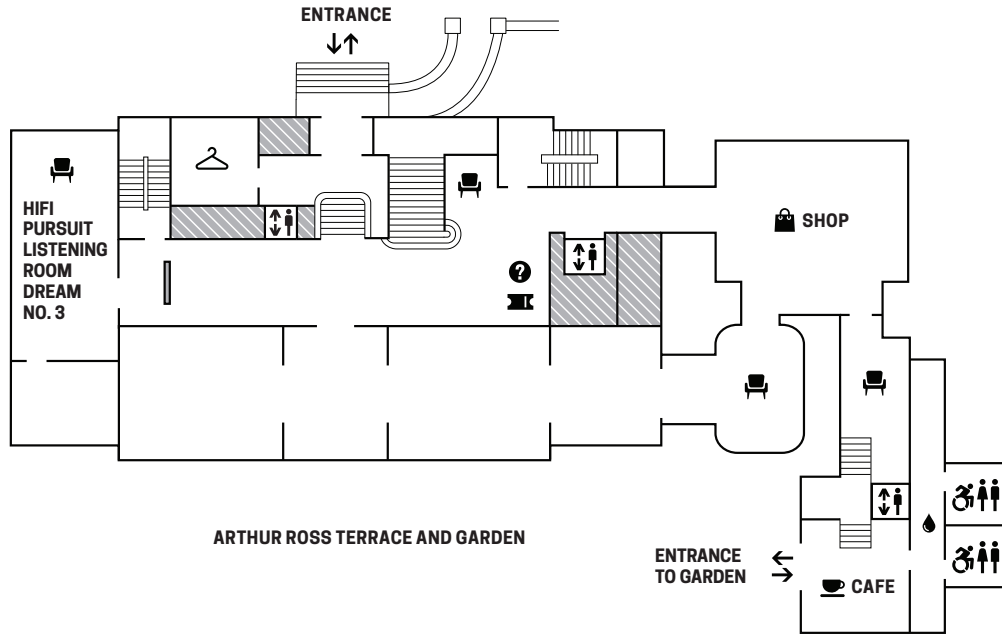 ENTRANCE
HIFI
PURSUIT
LISTENING
ROOM
DREAM
NO. 3
SHOP
?
ARTHUR ROSS TERRACE AND GARDEN
ENTRANCE
TO GARDEN
CAFE